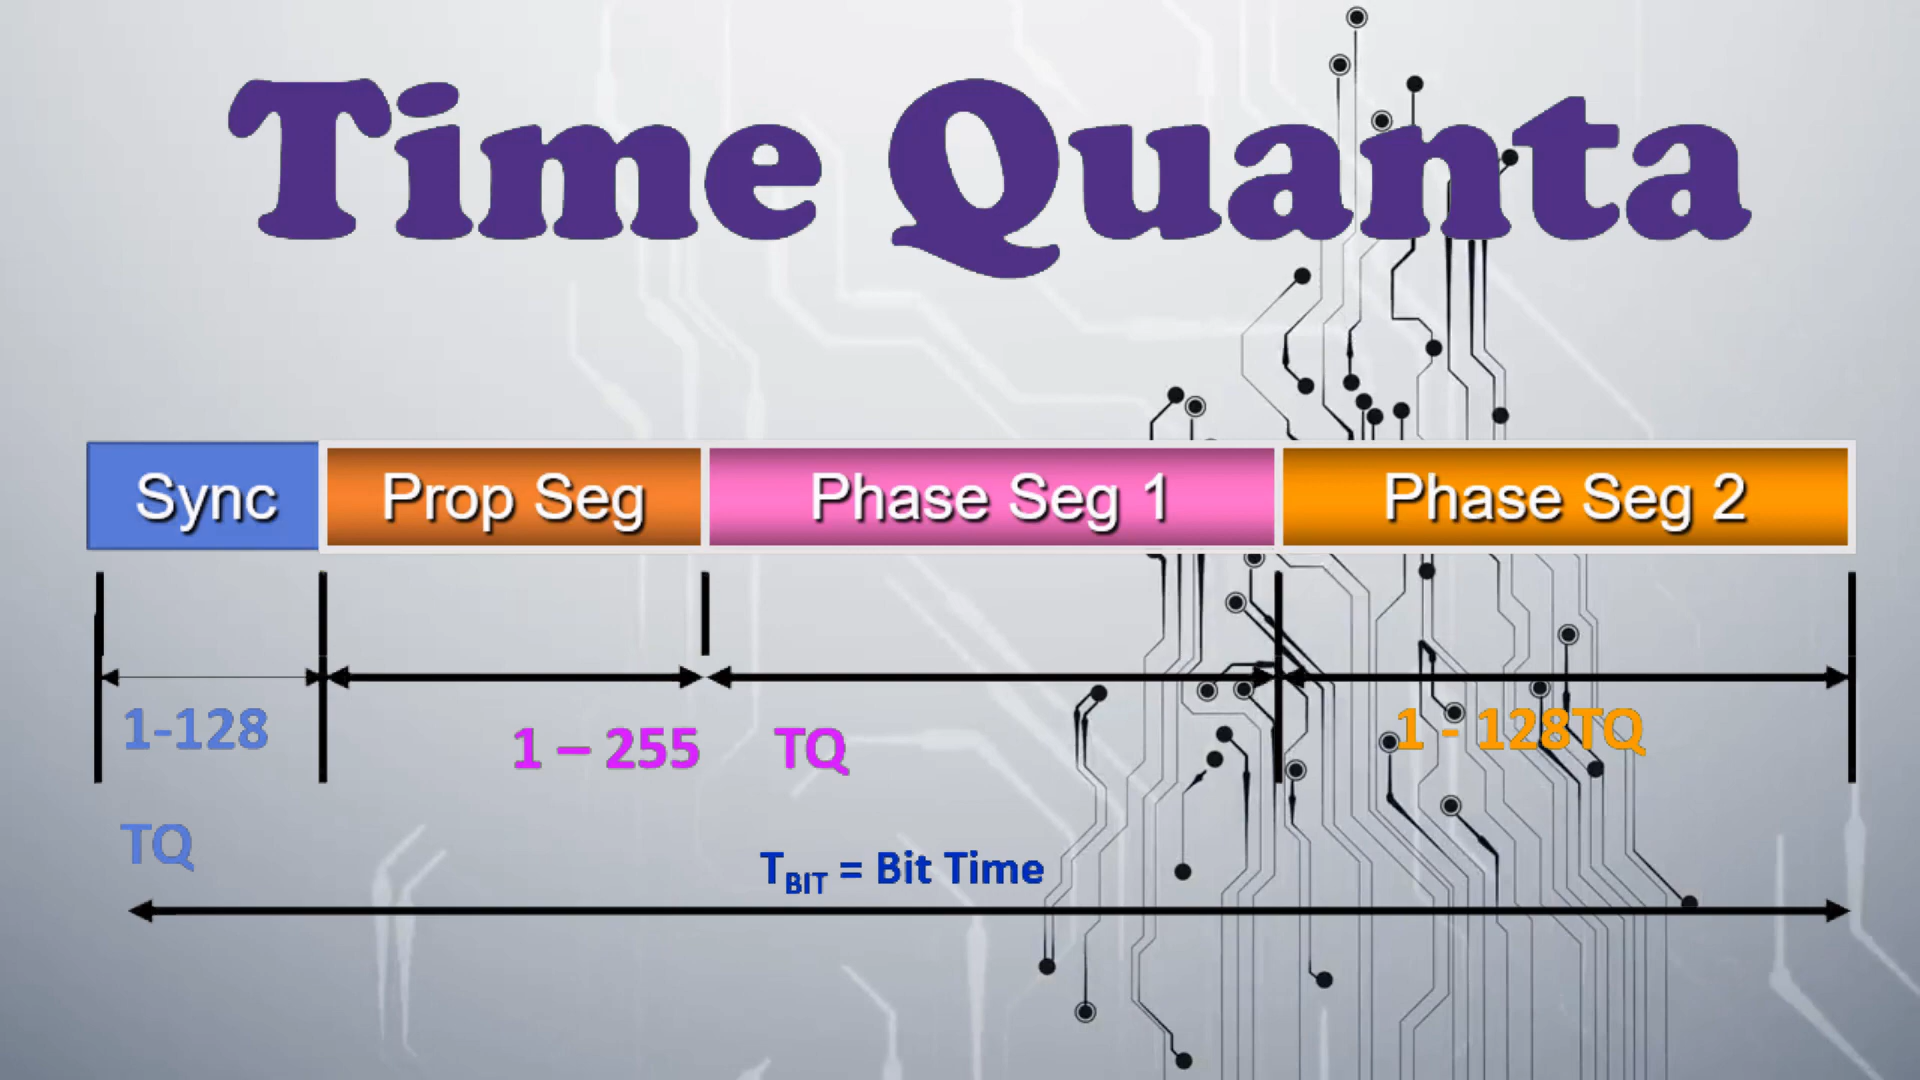 Time Quanta
Sync Prop Seg Phase Seg 1 Phase Seg 2
1-128 1 – 255 TQ 1 - 128TQ
TQ
TBIT = Bit Time